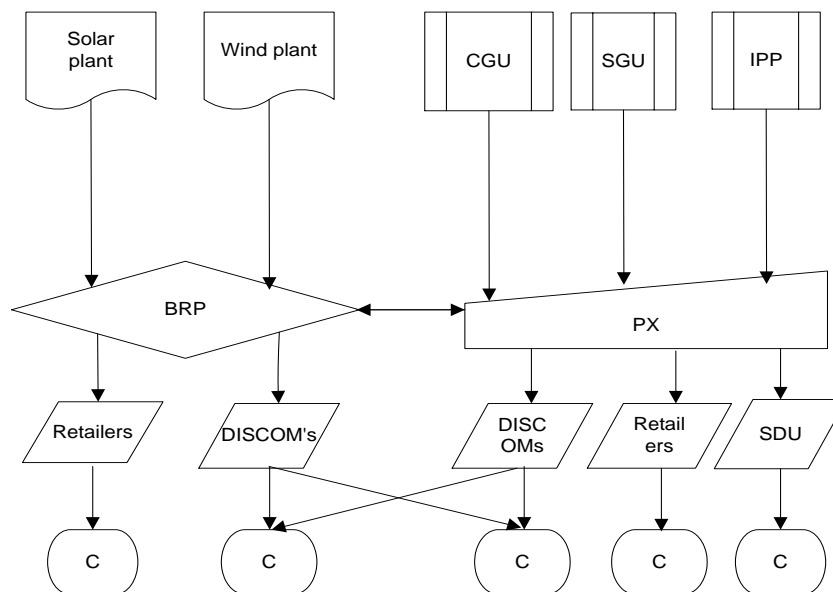 Solar
plant
Wind plant
CGU
SGU
IPP
BRP
PX
Retailers
DISCOM's
DISC
OMs
Retail
ers
SDU
C
C
C
C
C